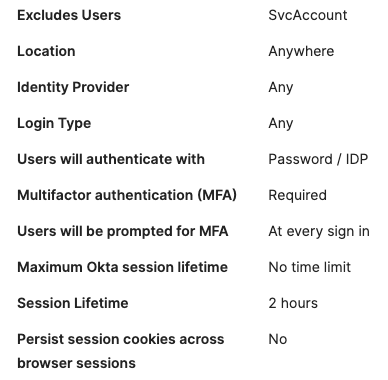 Excludes Users SvcAccount
Location Anywhere
Identity Provider Any
Login Type Any
Users will authenticate with Password / IDP
Multifactor authentication (MFA) Required
Users will be prompted for MFA At every sign in
Maximum Okta session lifetime No time limit
Session Lifetime 2 hours
Persist session cookies across No
browser sessions